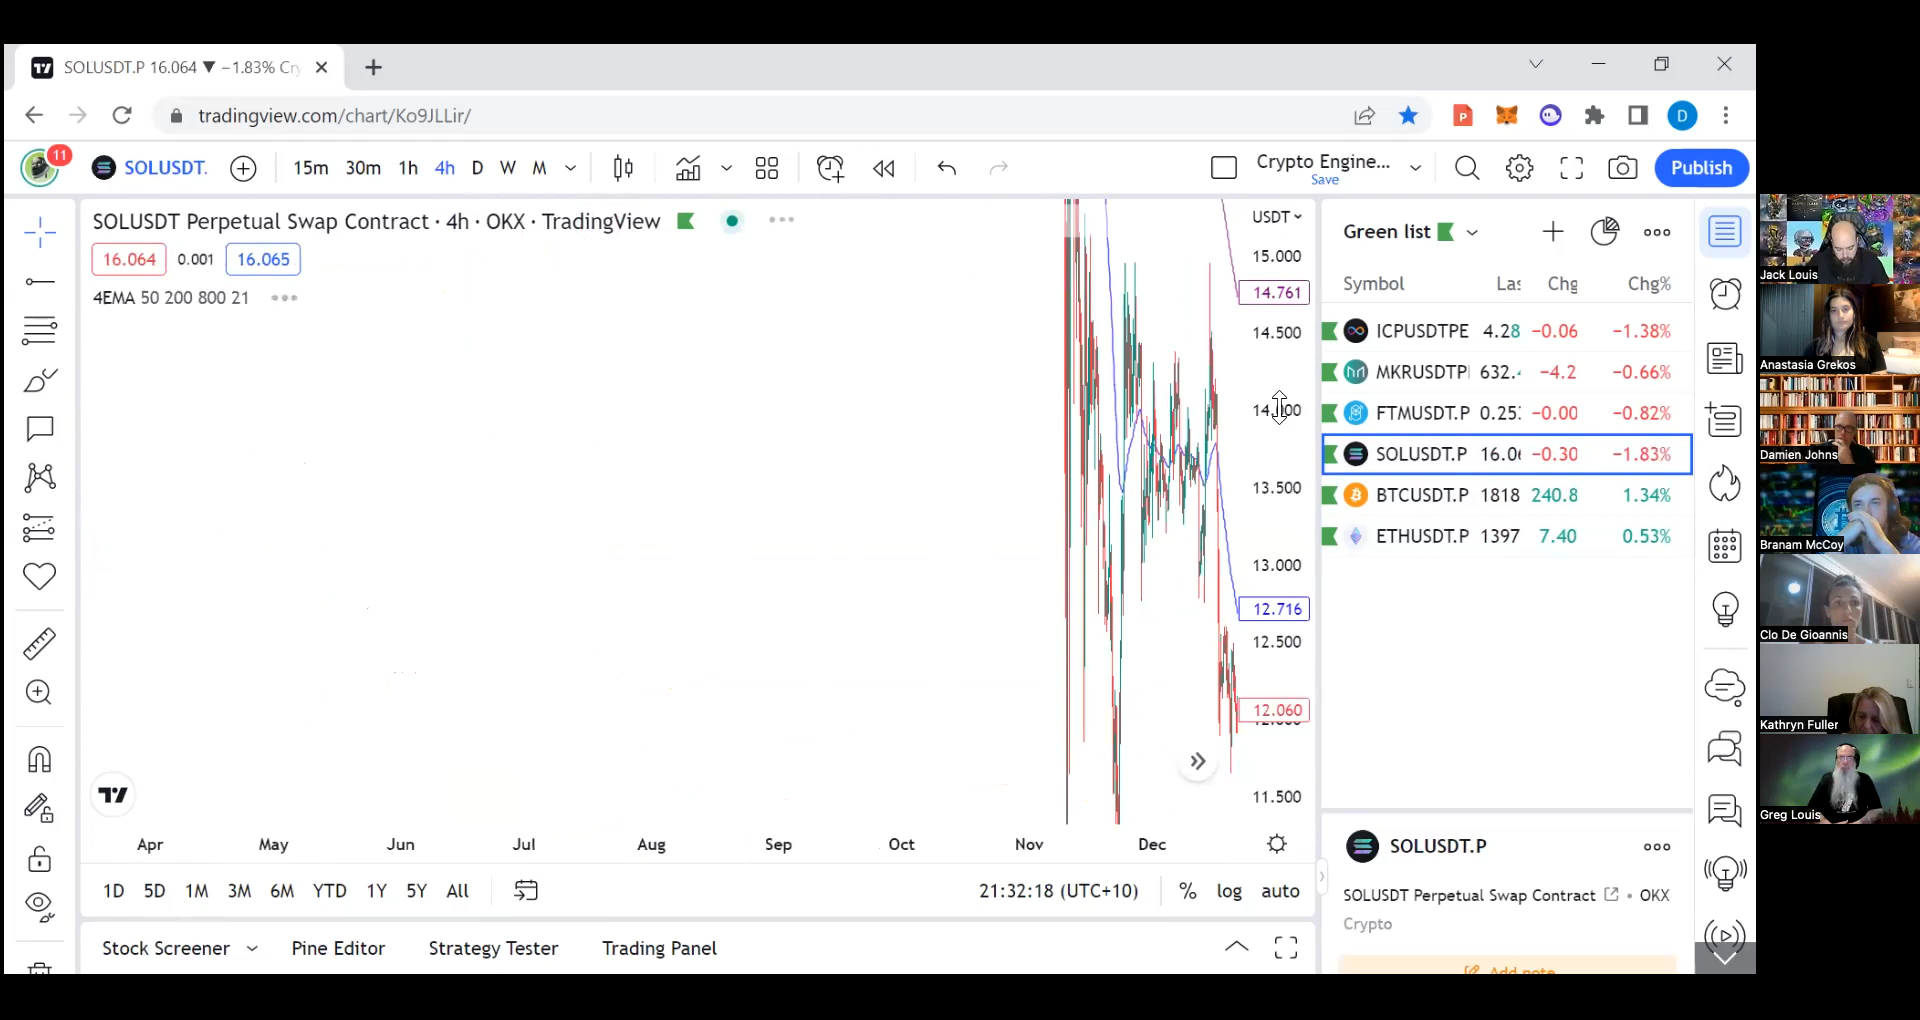 SOLUSDT.P 16.064 ▼ −1.83% Cry
tradingview.com/chart/Ko9JLLir/
P
D
11
SOLUSDT.
15m 30m 1h 4h D W M
Crypto Engine...
Save
Publish
SOLUSDT Perpetual Swap Contract · 4h · OKX · TradingView
16.064 0.001 16.065
4EMA 50 200 800 21
USDT
15.000
14.761
14.500
13.500
13.000
12.716
12.500
12.060
11.500
Apr May Jun Jul Aug Sep Oct Nov Dec
1D 5D 1M 3M 6M YTD 1Y 5Y All
21:32:18 (UTC+10) % log auto
Stock Screener Pine Editor Strategy Tester Trading Panel
Green list
Symbol Las Chg Chg%
ICPUSDTPE 4.28 −0.06 −1.38%
MKRUSDTP 632. −4.2 −0.66%
FTMUSDT.P 0.25 −0.00 −0.82%
SOLUSDT.P 16.0 −0.30 −1.83%
BTCUSDT.P 1818 240.8 1.34%
ETHUSDT.P 1397 7.40 0.53%
SOLUSDT.P
SOLUSDT Perpetual Swap Contract • OKX
Crypto
Add note
Jack Louis
Anastasia Grekos
Damien Johns
Branam McCoy
Clo De Gioannis
Kathryn Fuller
Greg Louis